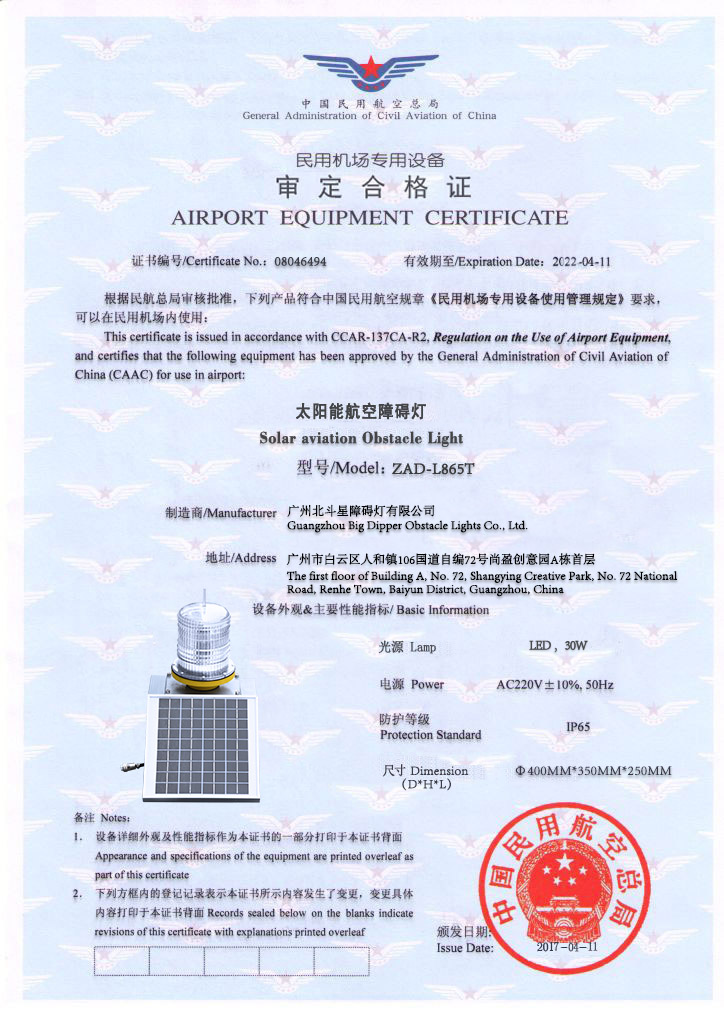 中国民用航空总局
General Administration of Civil Aviation of China
民用机场专用设备
审定合格证
AIRPORT EQUIPMENT CERTIFICATE
证书编号/Certificate No.: 08046494 有效期至/Expiration Date: 2022-04-11
根据民航总局审核批准，下列产品符合中国民用航空规章《民用机场专用设备使用管理规定》要求，
可以在民用机场内使用：
This certificate is issued in accordance with CCAR-137CA-R2, Regulation on the Use of Airport Equipment,
and certifies that the following equipment has been approved by the General Administration of Civil Aviation of
China (CAAC) for use in airport:
太阳能航空障碍灯
Solar aviation Obstacle Light
型号/Model: ZAD-L865T
制造商/Manufacturer 广州北斗星障碍灯有限公司
Guangzhou Big Dipper Obstacle Lights Co., Ltd.
地址/Address 广州市白云区人和镇106国道自编72号尚盈创意园A栋首层
The first floor of Building A, No. 72, Shangying Creative Park, No. 72 National
Road, Renhe Town, Baiyun District, Guangzhou, China
设备外观&主要性能指标/ Basic Information
光源 Lamp LED , 30W
电源 Power AC220V±10%, 50Hz
防护等级
Protection Standard IP65
尺寸 Dimension Φ400MM*350MM*250MM
(D*H*L)
备注 Notes:
1. 设备详细外观及性能指标作为本证书的一部分打印于本证书背面
Appearance and specifications of the equipment are printed overleaf as
part of this certificate
2. 下列方框内的登记记录表示本证书所示内容发生了变更，变更具体
内容打印于本证书背面 Records sealed below on the blanks indicate
revisions of this certificate with explanations printed overleaf
中国民用航空总局
颁发日期:
Issue Date: 2017-04-11